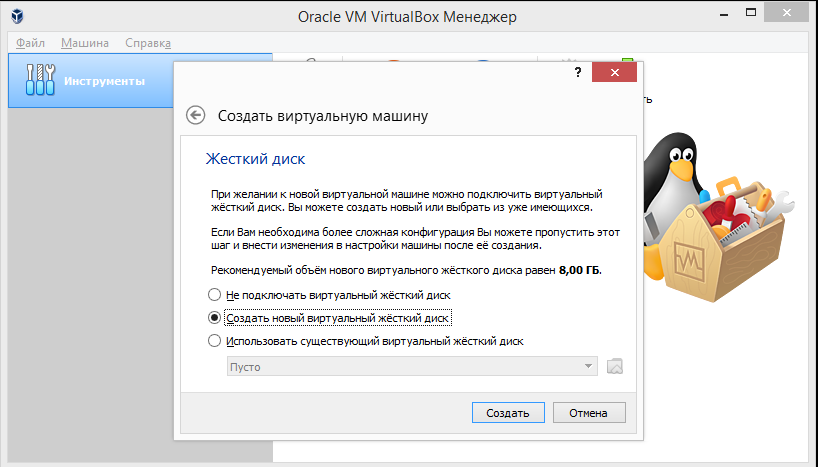 Oracle VM VirtualBox Менеджер
Файл Машина Справка
Инструменты
?
Создать виртуальную машину
Жесткий диск
При желании к новой виртуальной машине можно подключить виртуальный
жёсткий диск. Вы можете создать новый или выбрать из уже имеющихся.
Если Вам необходима более сложная конфигурация Вы можете пропустить этот
шаг и внести изменения в настройки машины после её создания.
Рекомендуемый объём нового виртуального жёсткого диска равен 8,00 ГБ.
Не подключать виртуальный жёсткий диск
Создать новый виртуальный жёсткий диск
Использовать существующий виртуальный жёсткий диск
Пусто
Создать Отмена